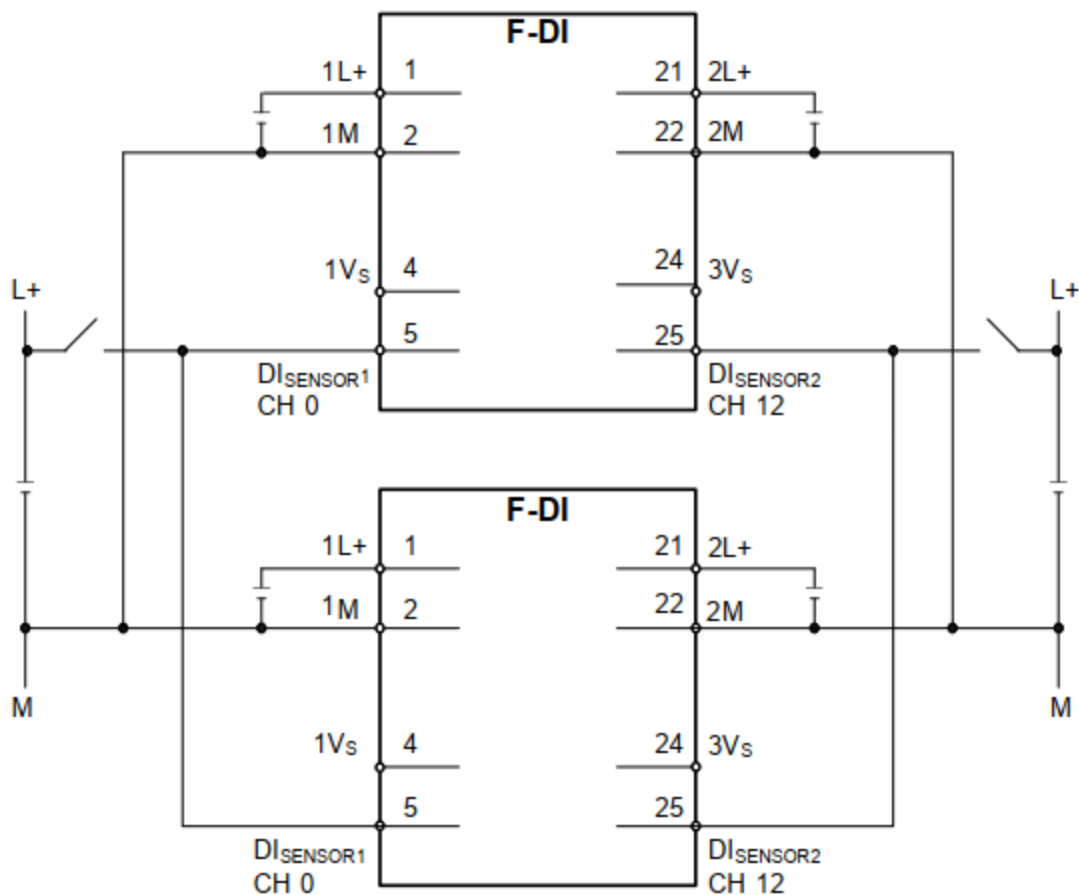 F-DI
1L+ 1 21 2L+
1M 2 22 2M
1VS 4 24 3VS
L+ L+
5 25
DISENSOR1 DISENSOR2
CH 0 CH 12
F-DI
1L+ 1 21 2L+
1M 2 22 2M
M M
1VS 4 24 3VS
5 25
DISENSOR1 DISENSOR2
CH 0 CH 12